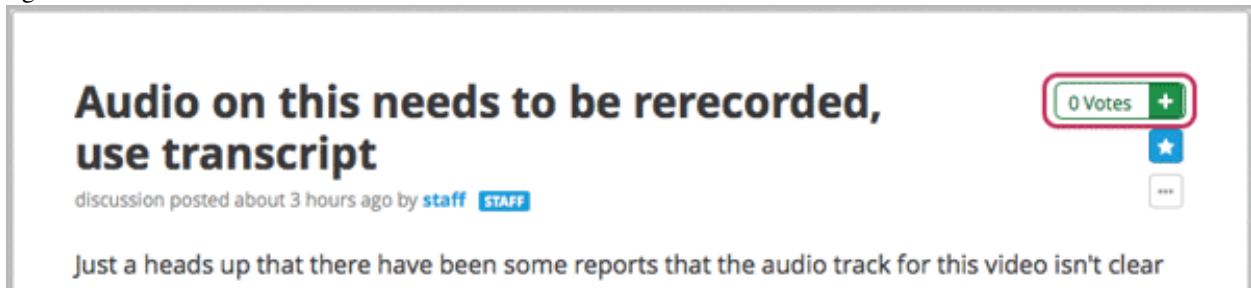 Audio on this needs to be rerecorded,
use transcript
0 Votes +
discussion posted about 3 hours ago by staff STAFF
...
Just a heads up that there have been some reports that the audio track for this video isn't clear